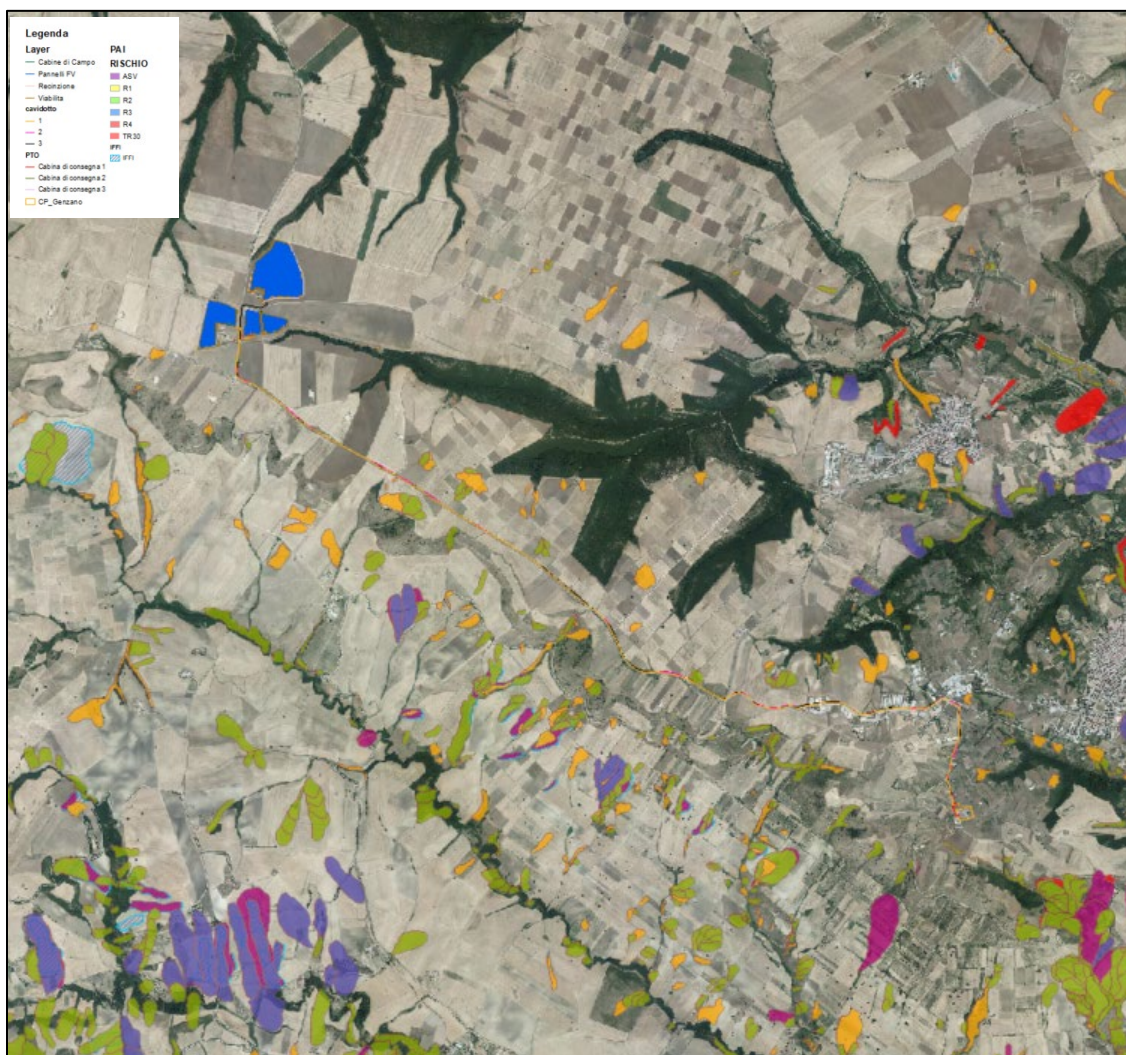 Legenda
Layer
Cabine di Campo
Pannelli FV
Recinzione
Viabilita
cavidotto
1
2
3
PTO
Cabina di consegna 1
Cabina di consegna 2
Cabina di consegna 3
CP_Genzano
PAI
RISCHIO
ASV
R1
R2
R3
R4
TR30
IFFI
IFFI